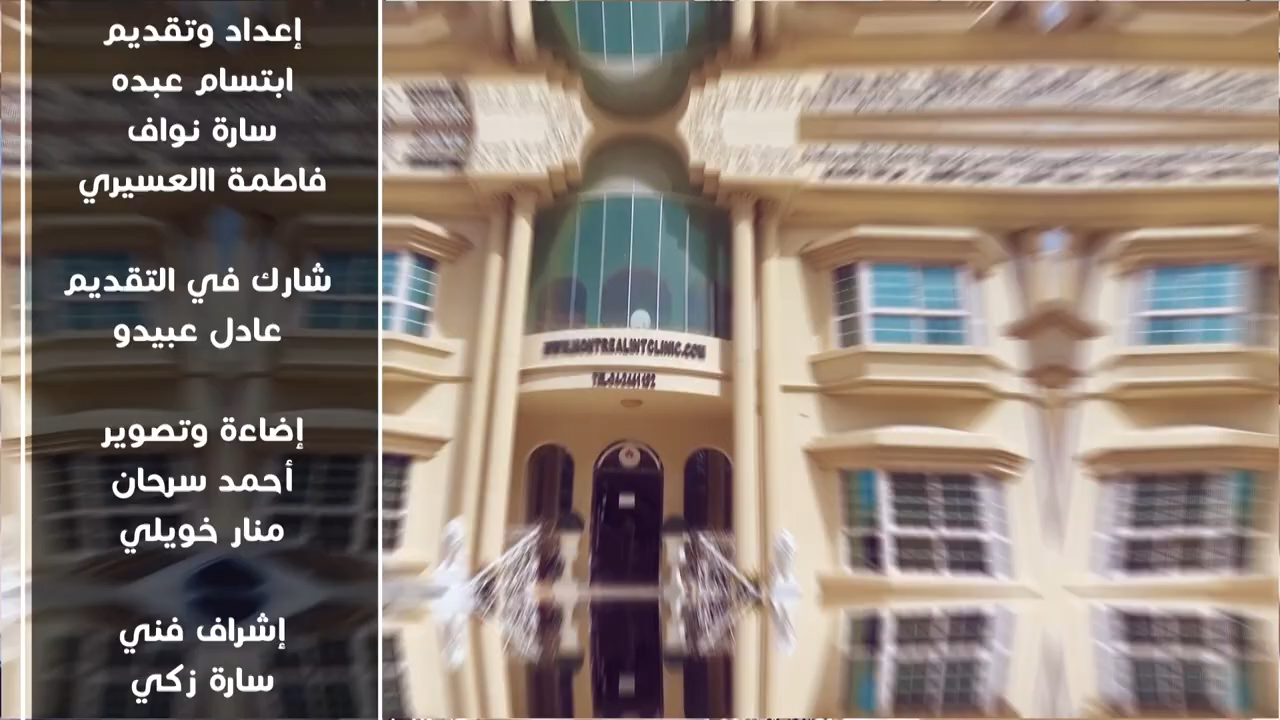 إعداد وتقديم
ابتسام عبده
سارة نواف
فاطمة االعسيري
شارك في التقديم
عادل عبيدو
إضاءة وتصوير
أحمد سرحان
منار خويلي
إشراف فني
سارة زكي
WWW.MONTREALINTCLINIC.COM